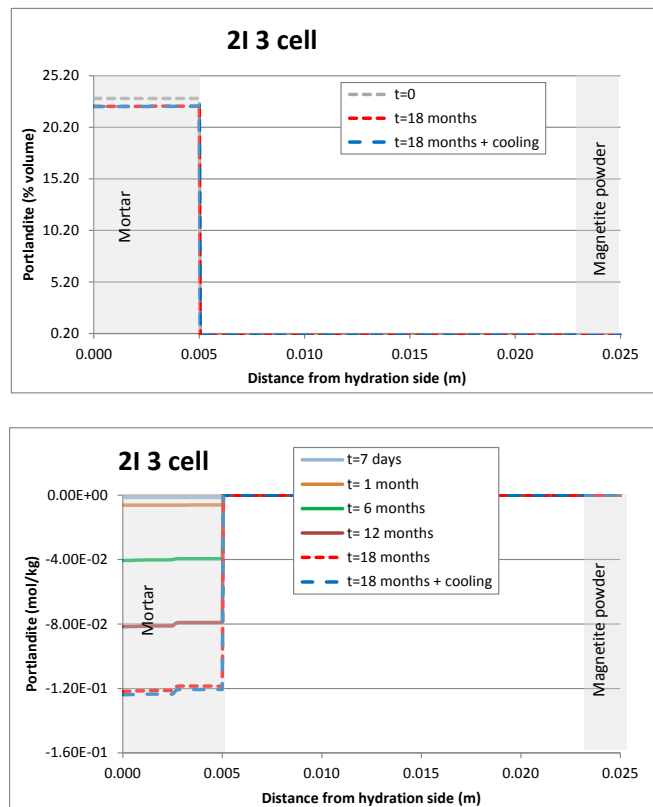 2I 3 cell
25.20
20.20
15.20
10.20
5.20
0.20
Portlandite (% volume)
t=0
t=18 months
t=18 months + cooling
Mortar
Magnetite powder
0.000 0.005 0.010 0.015 0.020 0.025
Distance from hydration side (m)
2I 3 cell
t=7 days
t= 1 month
t= 6 months
t= 12 months
t=18 months
t=18 months + cooling
0.00E+00
-4.00E-02
-8.00E-02
-1.20E-01
-1.60E-01
Portlandite (mol/kg)
Mortar
Magnetite powder
0.000 0.005 0.010 0.015 0.020 0.025
Distance from hydration side (m)